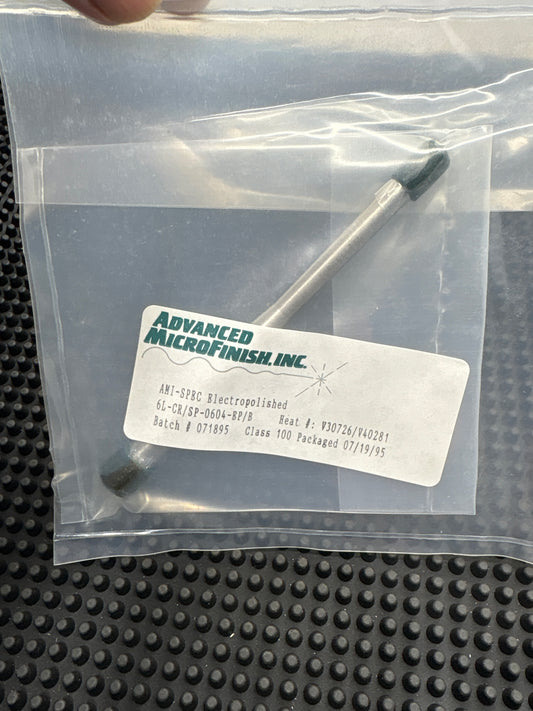 ADVANCED
MICROFINISH, INC.
AMI-SPEC Electropolished
6L-CR/SP-0604-EP/B Heat #: V30726/V40281
Batch # 071895 Class 100 Packaged 07/19/95